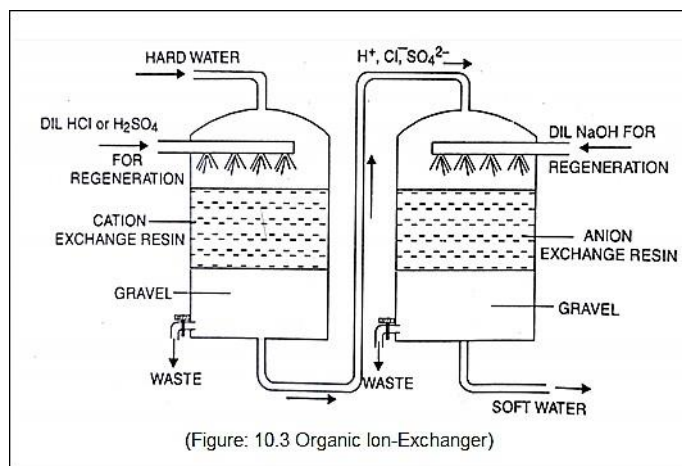 HARD WATER
H⁺, Cl,⁻SO₄²⁻
DIL HCl or H₂SO₄
FOR
REGENERATION
DIL NaOH FOR
REGENERATION
CATION
EXCHANGE RESIN
ANION
EXCHANGE RESIN
GRAVEL
GRAVEL
WASTE
WASTE
SOFT WATER
(Figure: 10.3 Organic Ion-Exchanger)